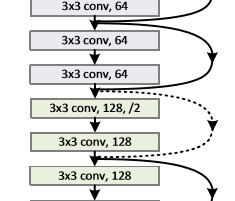 3x3 conv, 64
3x3 conv, 64
3x3 conv, 64
3x3 conv, 128, /2
3x3 conv, 128
3x3 conv, 128